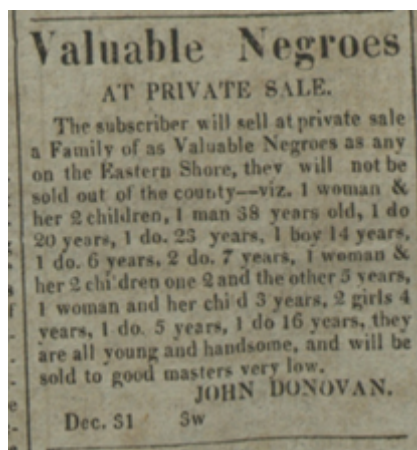 Valuable Negroes
AT PRIVATE SALE.
The subscriber will sell at private sale
a Family of as Valuable Negroes as any
on the Eastern Shore, they will not be
sold out of the county—viz. 1 woman &
her 2 children, 1 man 38 years old, 1 do
20 years, 1 do. 23 years, 1 boy 14 years,
1 do. 6 years, 2 do. 7 years, 1 woman &
her 2 chi'dren one 2 and the other 5 years,
1 woman and her chi'd 3 years, 2 girls 4
years, 1 do. 5 years, 1 do 16 years, they
are all young and handsome, and will be
sold to good masters very low.
JOHN DONOVAN.
Dec. 31 3w